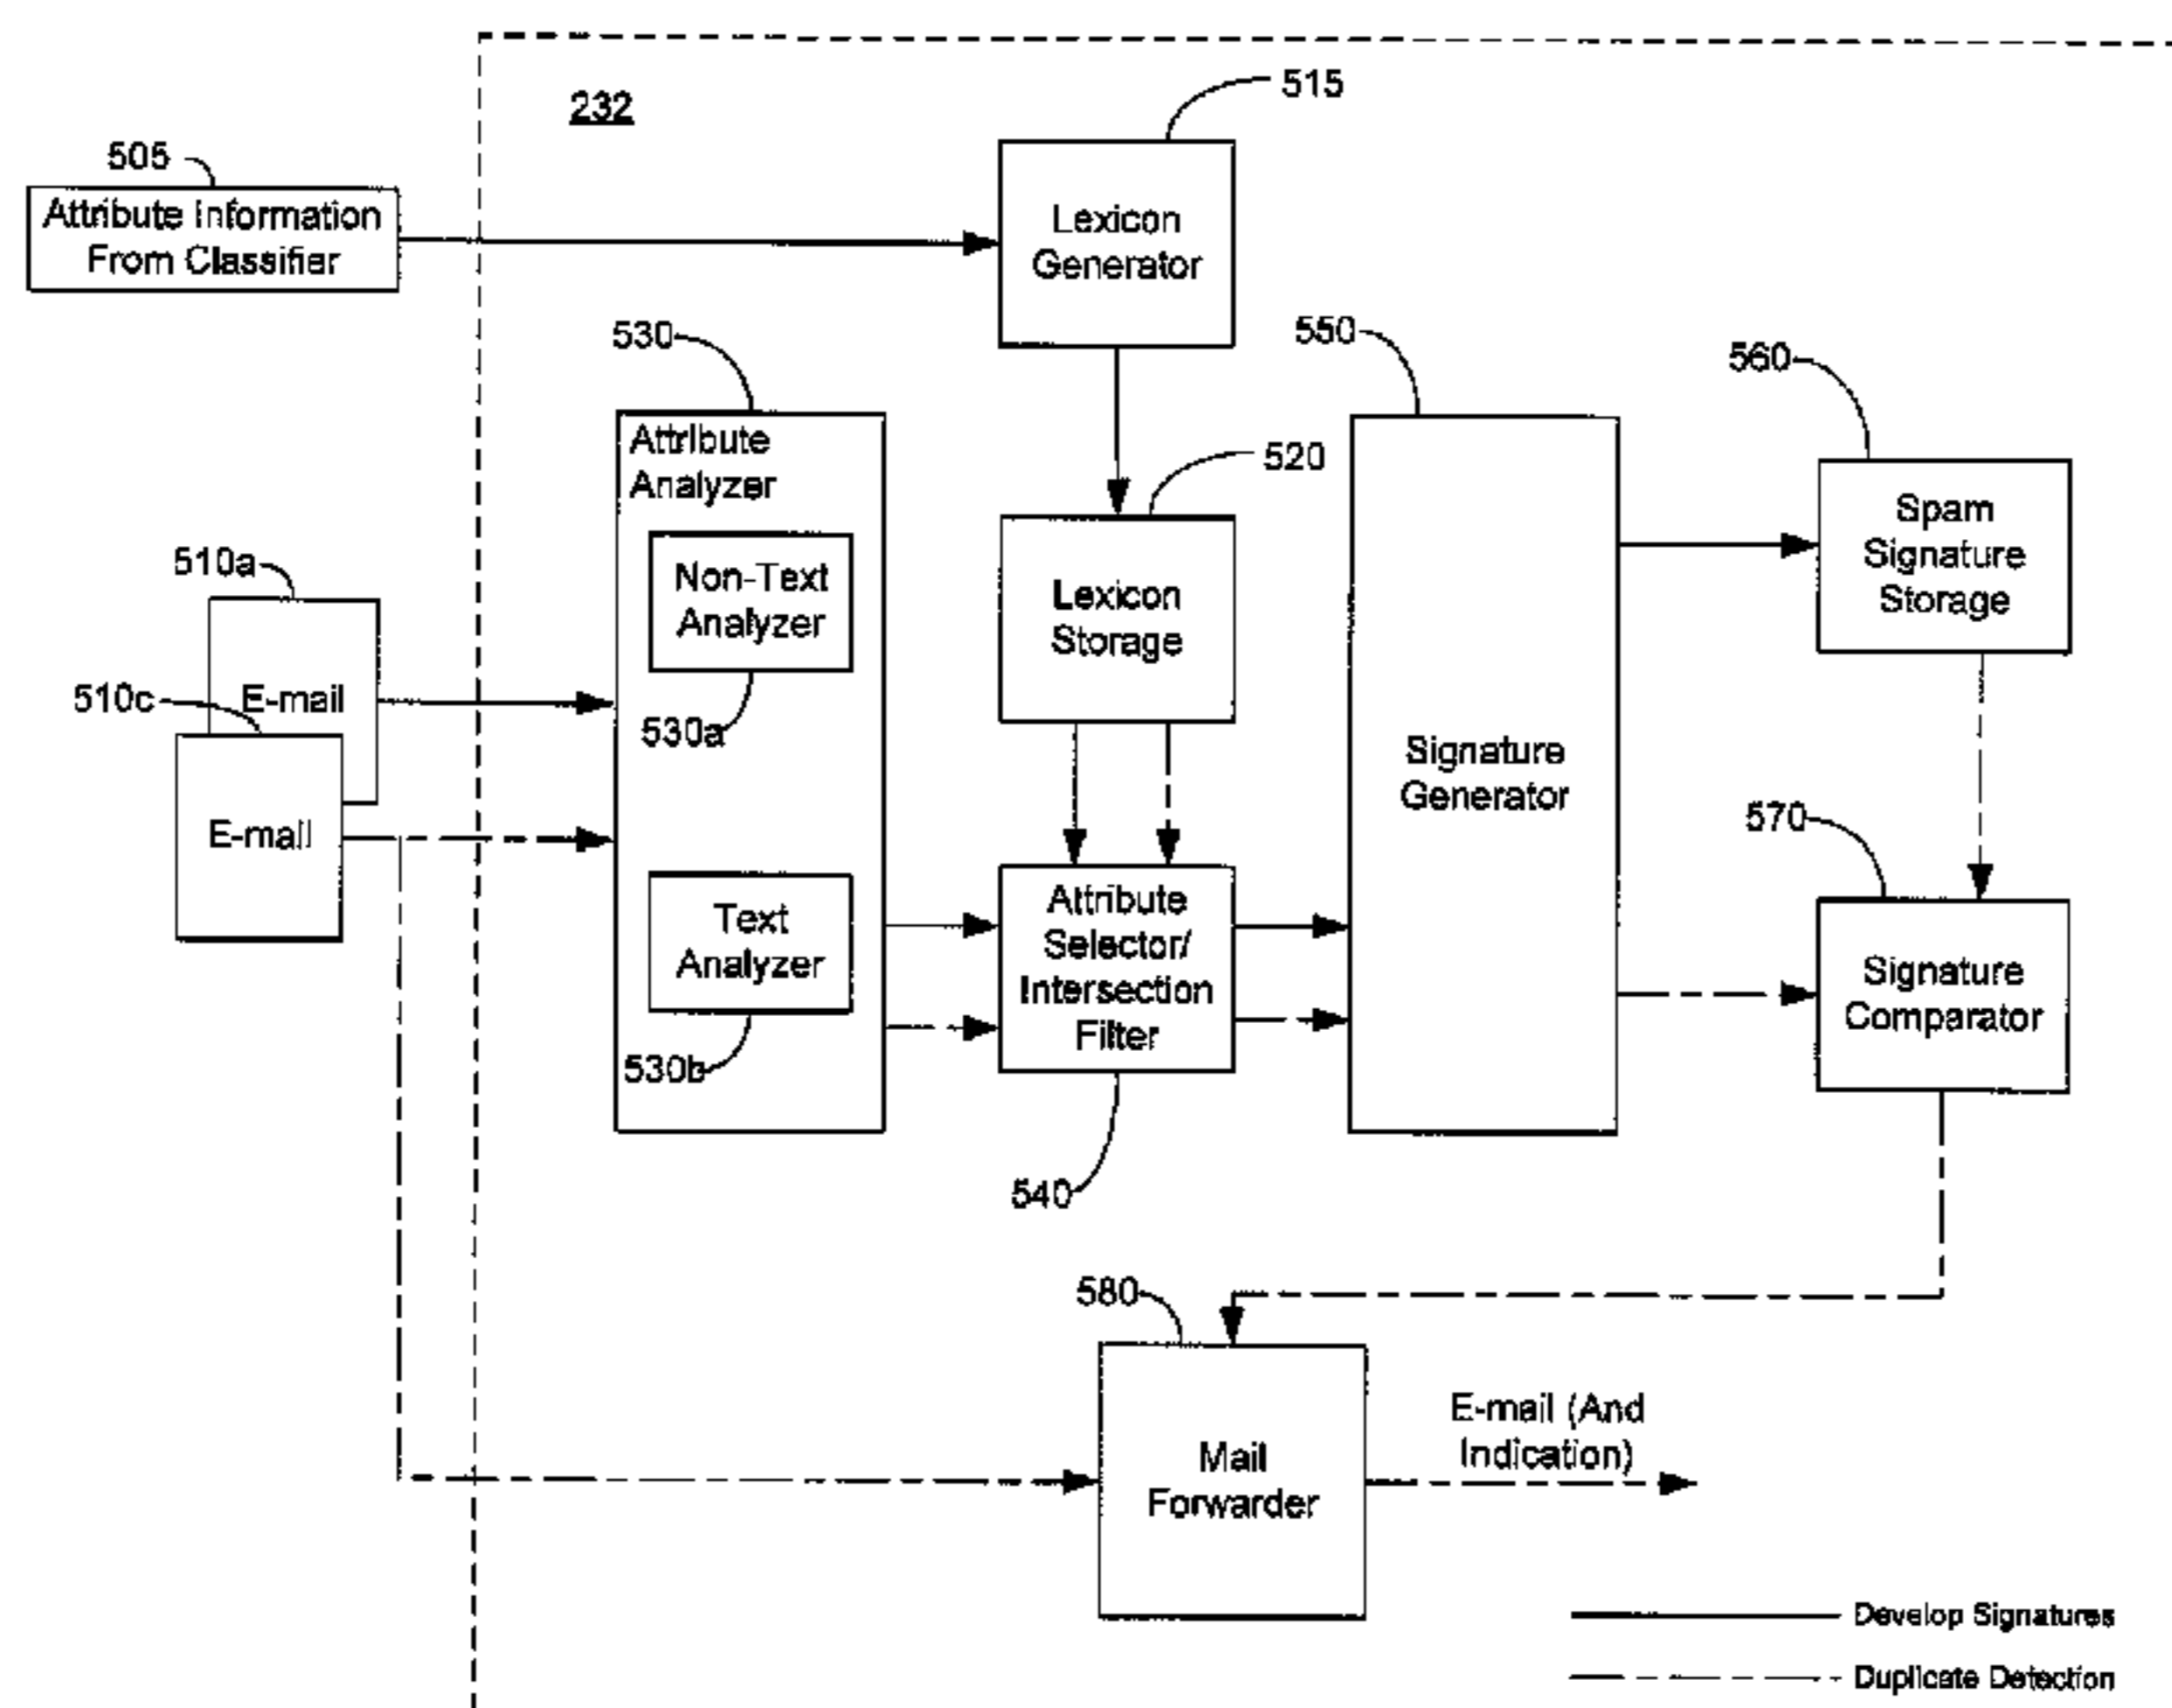 515
232
505
Attribute Information
From Classifier
Lexicon
Generator
530
550
560
Attribute
Analyzer
520
Spam
Signature
Storage
510a
Non-Text
Analyzer
Lexicon
Storage
510c
E-mail
530a
Signature
Generator
E-mail
570
Text
Analyzer
Attribute
Selector/
Intersection
Filter
Signature
Comparator
530b
540
580
E-mail (And
Indication)
Mail
Forwarder
Develop Signatures
Duplicate Detection